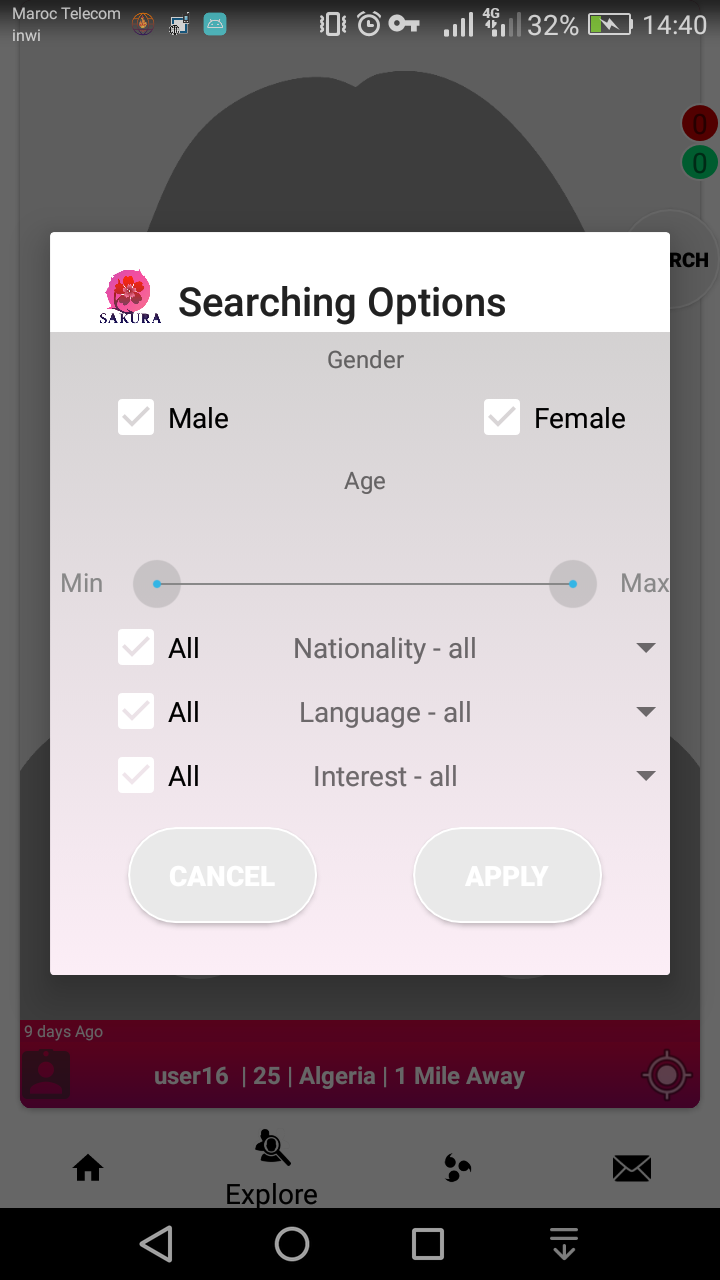 Maroc Telecom
inwi
4G
32%
14:40
0
0
RCH
SAKURA
Searching Options
Gender
Male
Female
Age
Min
Max
All
Nationality - all
All
Language - all
All
Interest - all
CANCEL
APPLY
9 days Ago
user16 | 25 | Algeria | 1 Mile Away
Explore